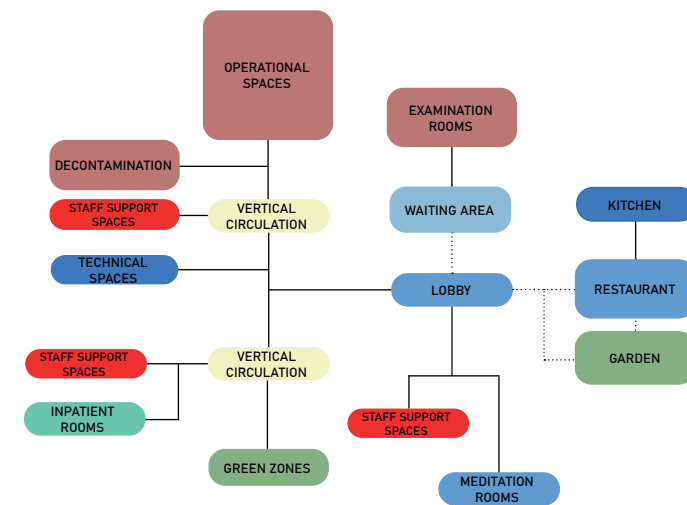 OPERATIONAL
SPACES
EXAMINATION
ROOMS
DECONTAMINATION
STAFF SUPPORT
SPACES
VERTICAL
CIRCULATION
WAITING AREA
KITCHEN
TECHNICAL
SPACES
LOBBY
RESTAURANT
STAFF SUPPORT
SPACES
VERTICAL
CIRCULATION
GARDEN
INPATIENT
ROOMS
STAFF SUPPORT
SPACES
GREEN ZONES
MEDITATION
ROOMS